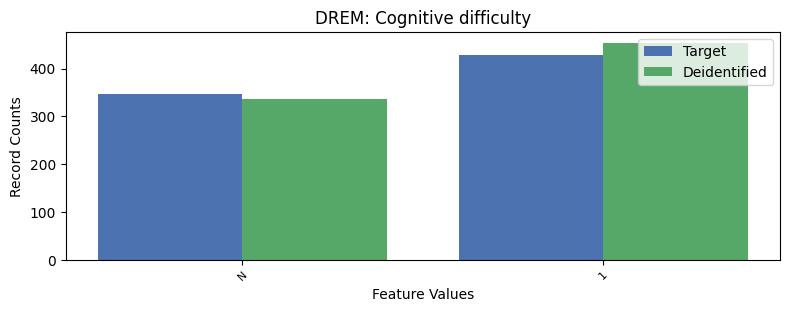 DREM: Cognitive difficulty
Target
Deidentified
Record Counts
400
300
200
100
0
N
1
Feature Values